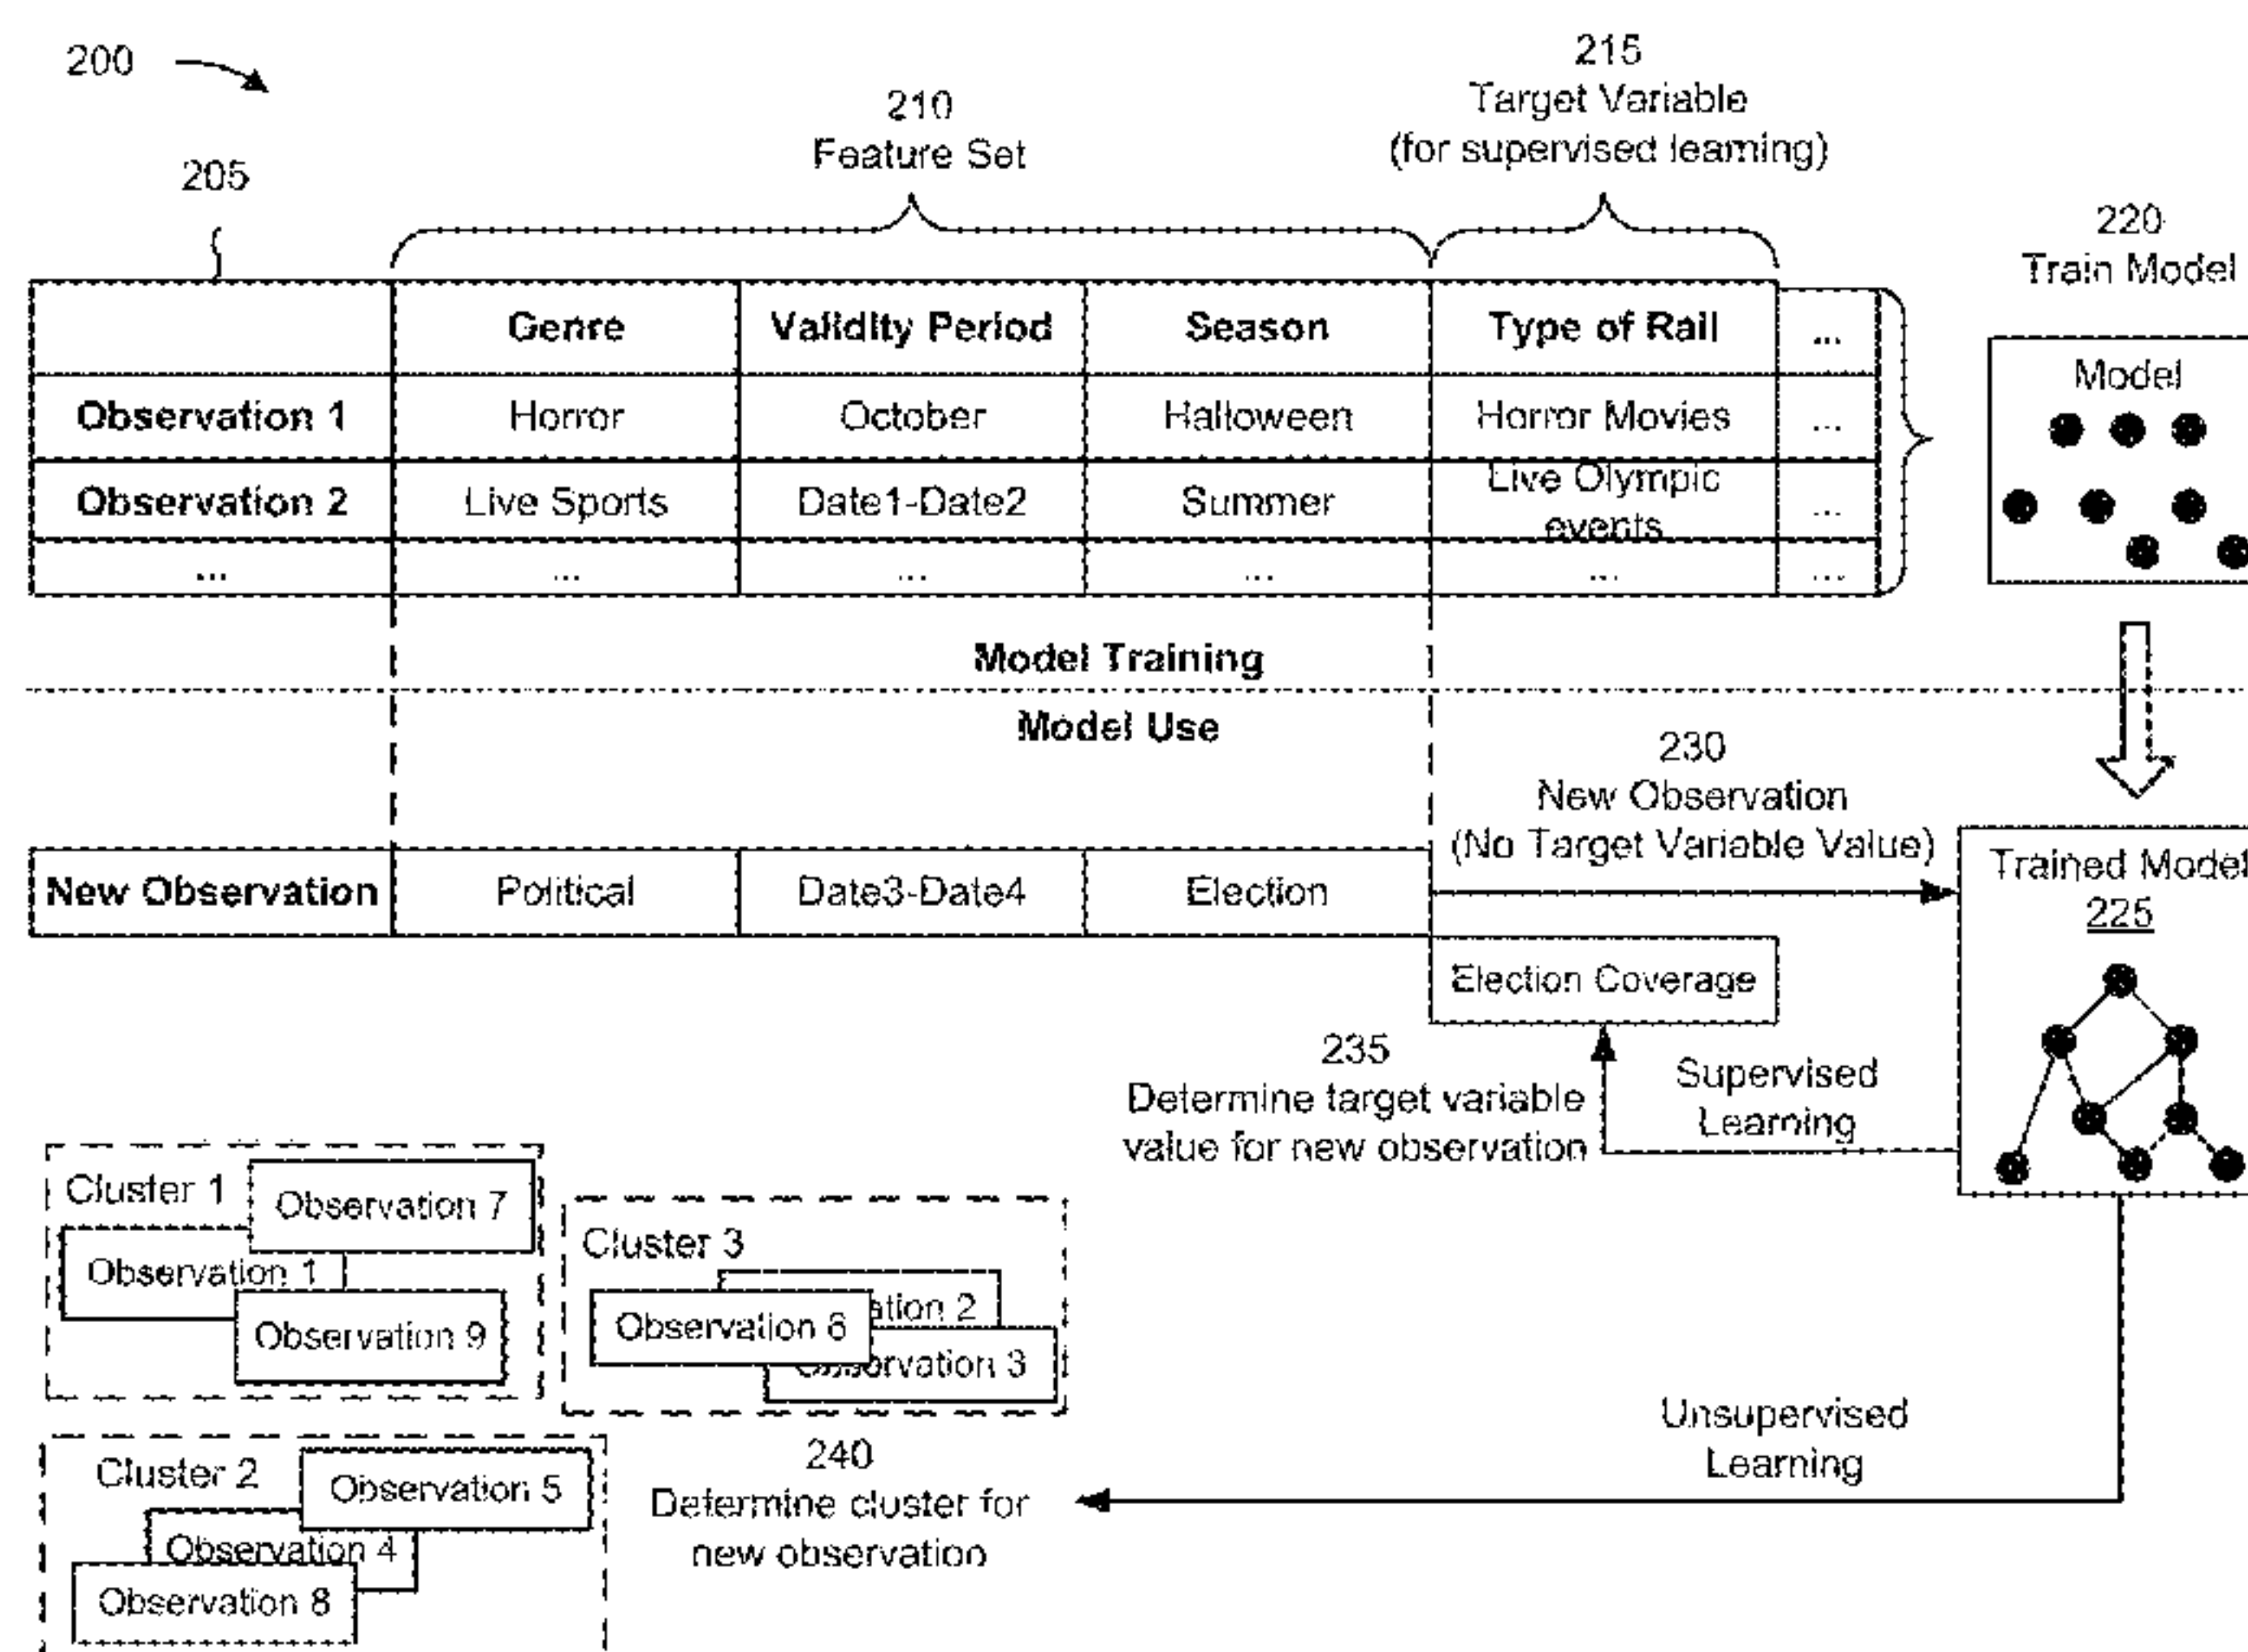 200
205
210
Feature Set
215
Target Variable
(for supervised learning)
220
Train Model
Genre Validity Period Season Type of Rail ...
Observation 1 Horror October Halloween Horror Movies ...
Observation 2 Live Sports Date1-Date2 Summer Live Olympic events ...
... ... ... ... ... ...
Model
Model Training
Model Use
230
New Observation
(No Target Variable Value)
New Observation Political Date3-Date4 Election
Trained Model
225
Election Coverage
235
Determine target variable
value for new observation
Supervised
Learning
Cluster 1
Observation 7
Observation 1
Observation 9
Cluster 3
ation 2
Observation 6
Observation 3
Cluster 2
Observation 5
Observation 4
Observation 8
240
Determine cluster for
new observation
Unsupervised
Learning